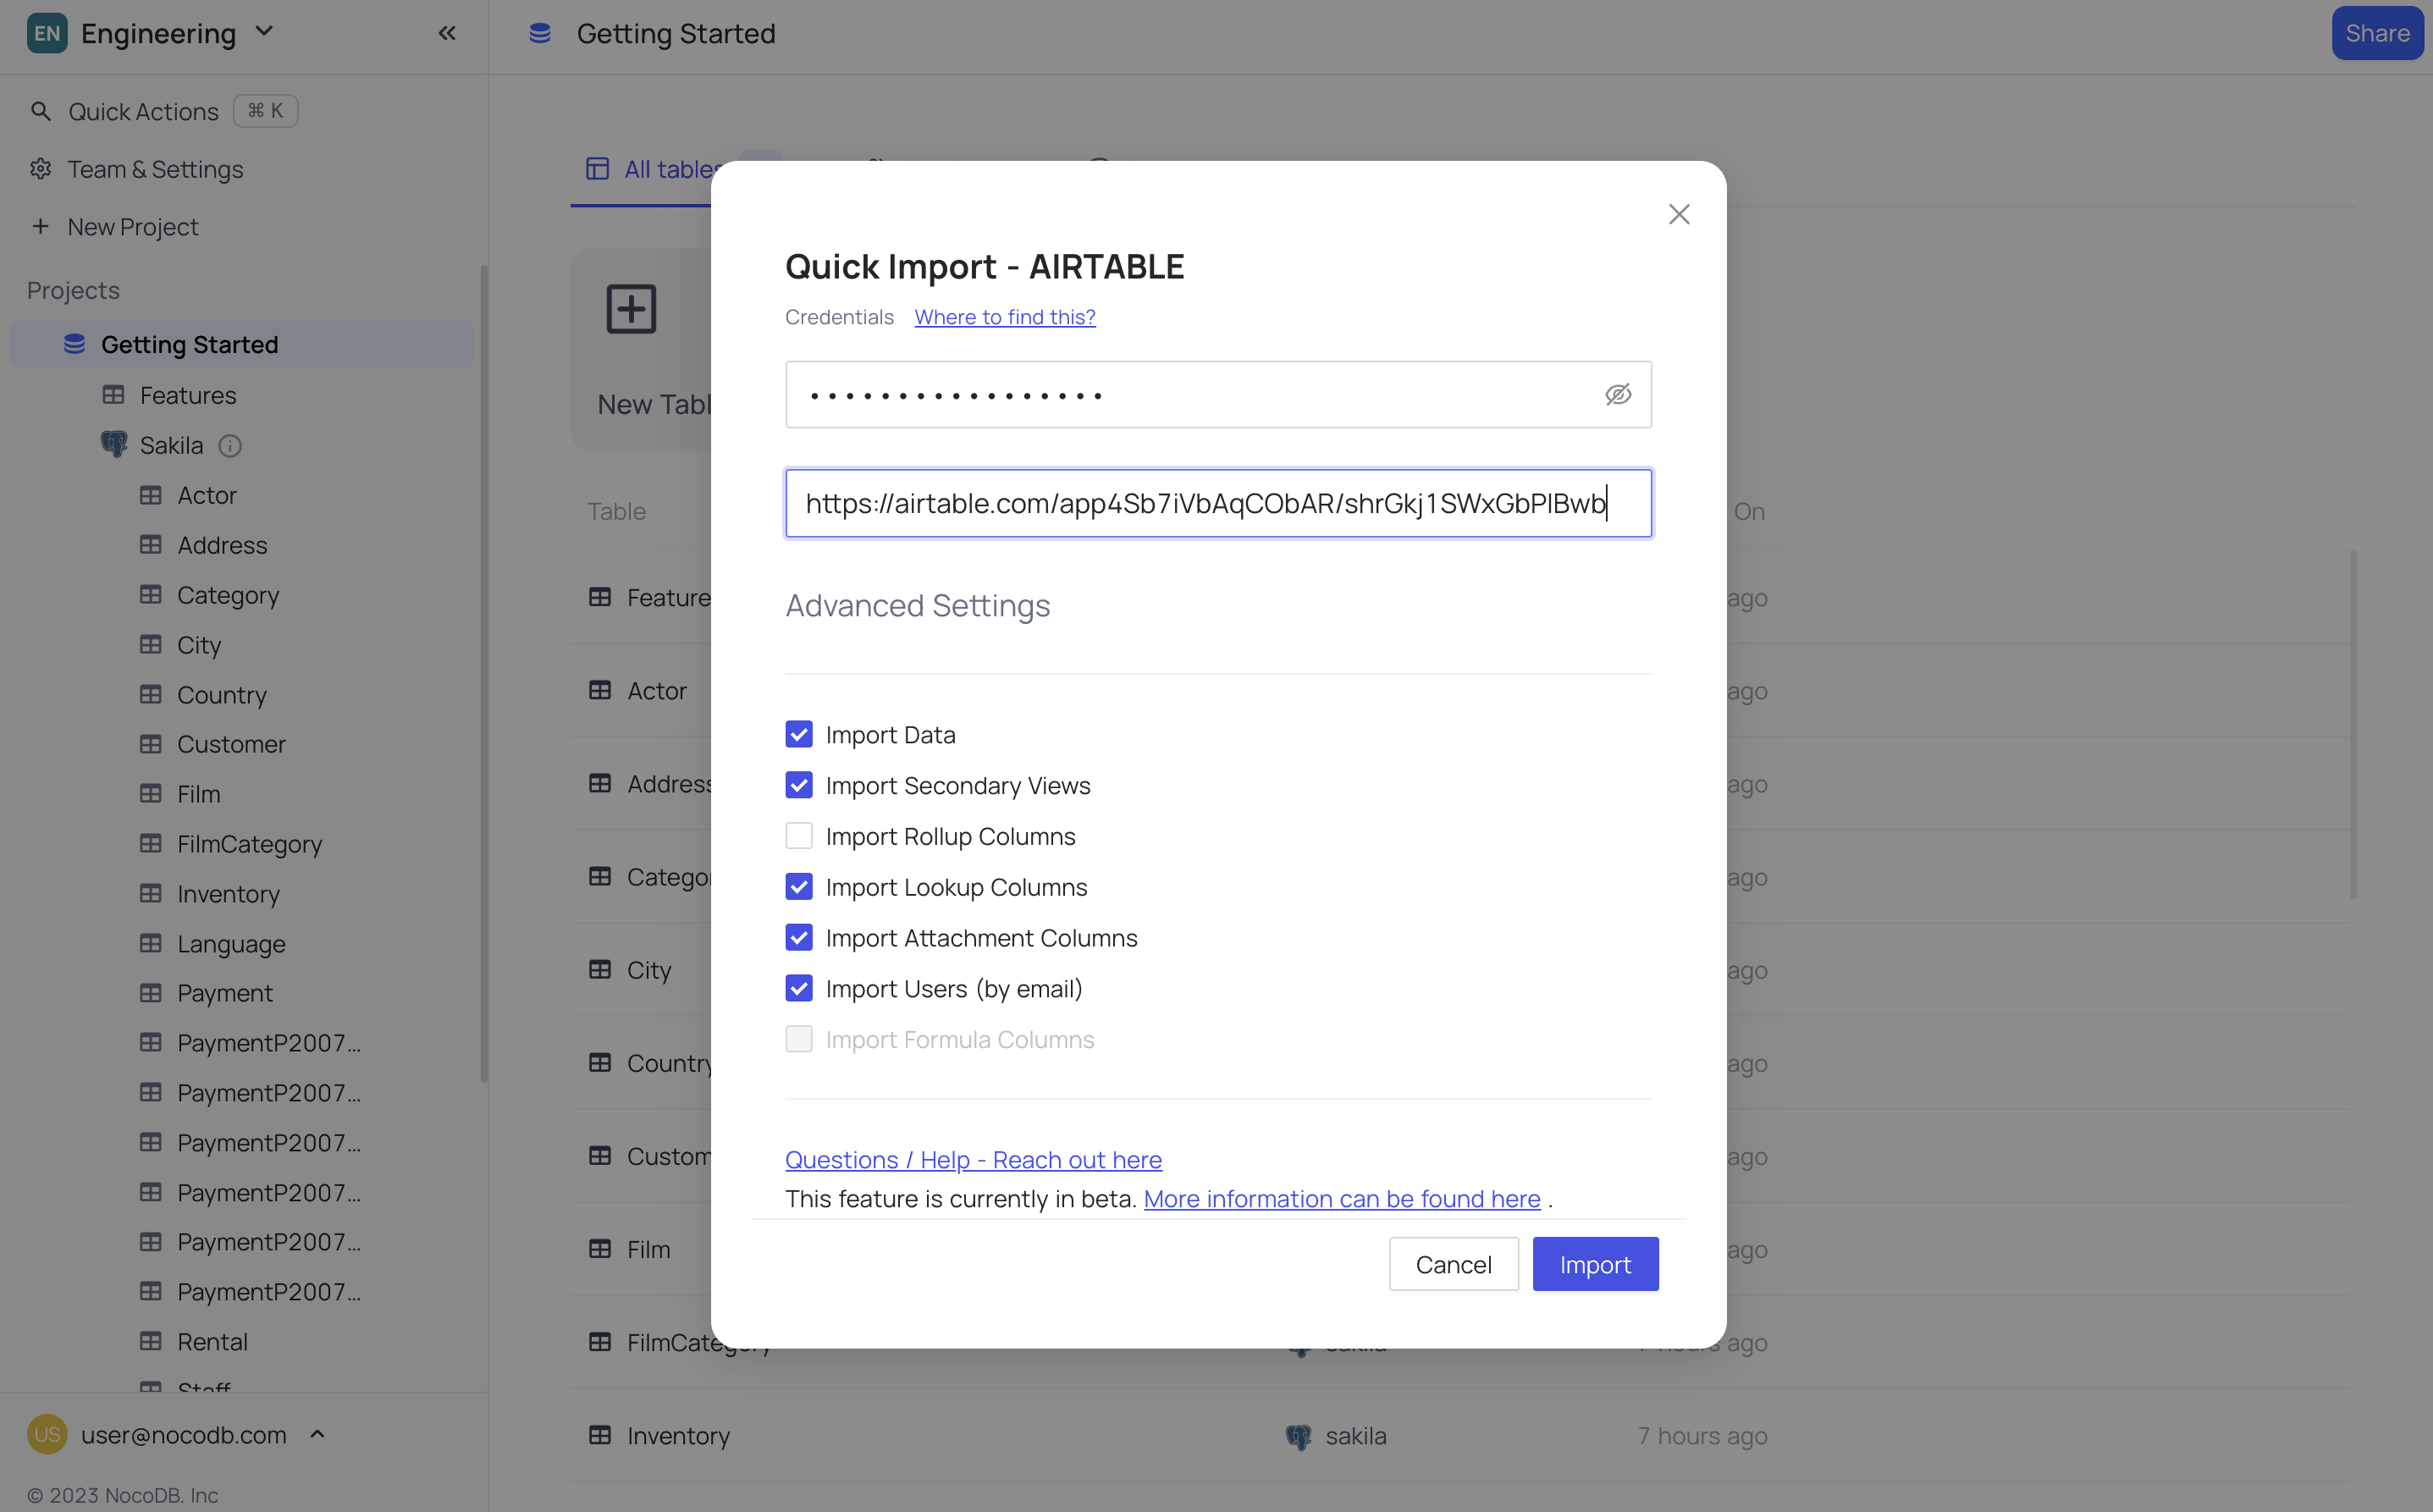 EN Engineering
Getting Started
Share
Quick Actions ⌘ K
Team & Settings
New Project
Projects
Getting Started
Features
Sakila
Actor
Address
Category
City
Country
Customer
Film
FilmCategory
Inventory
Language
Payment
PaymentP2007...
PaymentP2007...
PaymentP2007...
PaymentP2007...
PaymentP2007...
PaymentP2007...
Rental
Staff
US user@nocodb.com
© 2023 NocoDB. Inc
All tables
New Tabl
Table
On
Feature
ago
Actor
ago
Address
ago
Catego
ago
City
ago
Country
ago
Custom
ago
Film
ago
FilmCategory sakila 7 hours ago
Inventory sakila 7 hours ago
Quick Import - AIRTABLE
Credentials Where to find this?
•••••••••••••••••
https://airtable.com/app4Sb7iVbAqCObAR/shrGkj1SWxGbPlBwb
Advanced Settings
Import Data
Import Secondary Views
Import Rollup Columns
Import Lookup Columns
Import Attachment Columns
Import Users (by email)
Import Formula Columns
Questions / Help - Reach out here
This feature is currently in beta. More information can be found here .
Cancel Import